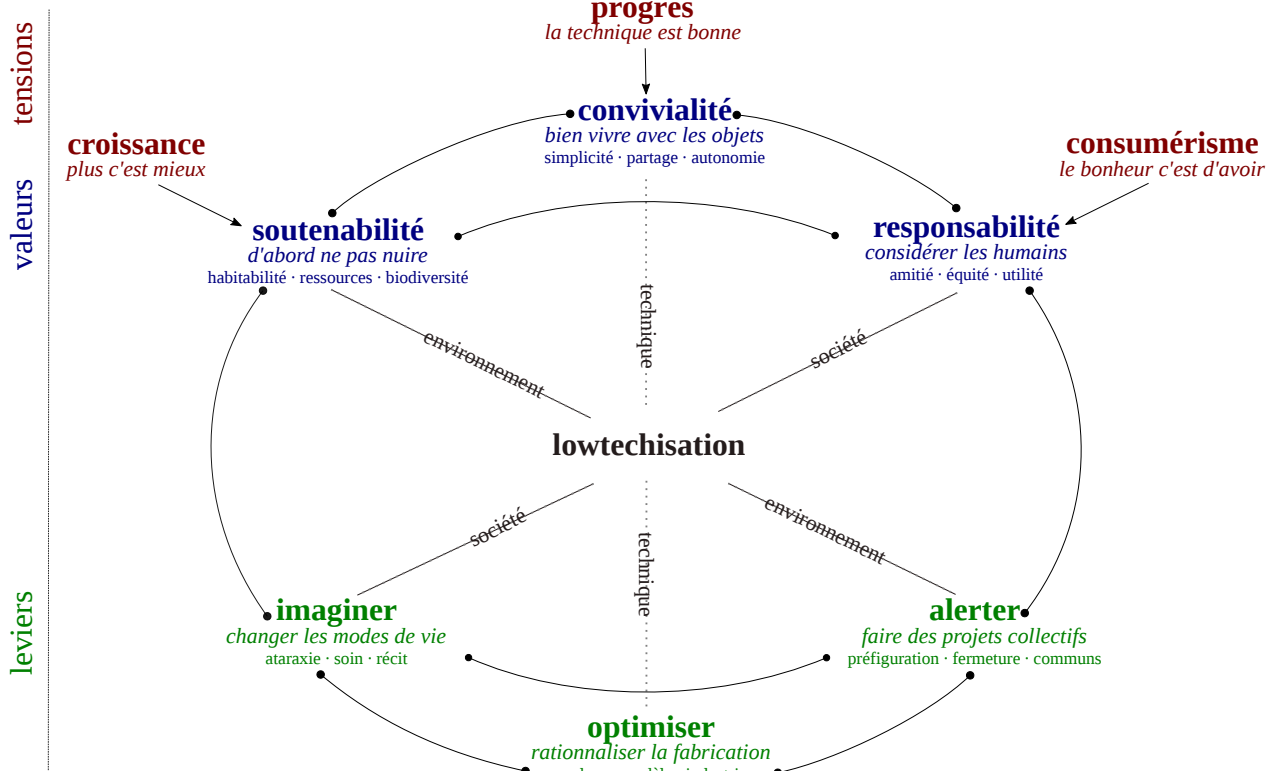 tensions
progrès
la technique est bonne
convivialité
bien vivre avec les objets
simplicité · partage · autonomie
croissance
plus c'est mieux
consumérisme
le bonheur c'est d'avoir
valeurs
soutenabilité
d'abord ne pas nuire
habitabilité · ressources · biodiversité
responsabilité
considérer les humains
amitié · équité · utilité
environnement
technique
société
lowtechisation
société
technique
environnement
leviers
imaginer
changer les modes de vie
ataraxie · soin · récit
alerter
faire des projets collectifs
préfiguration · fermeture · communs
optimiser
rationnaliser la fabrication